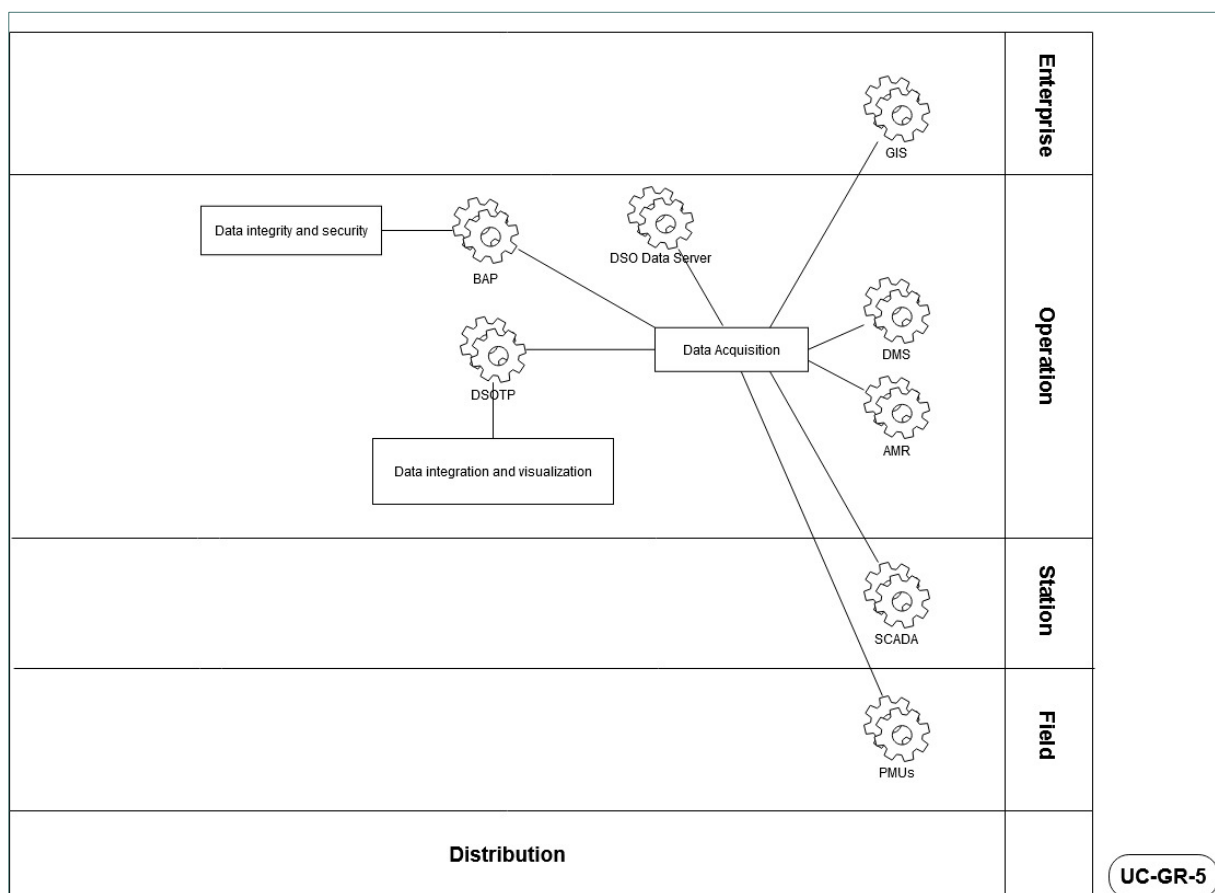 Enterprise
GIS
Operation
Data integrity and security
BAP
DSO Data Server
DSOTP
Data Acquisition
DMS
AMR
Data integration and visualization
Station
SCADA
Field
PMUs
Distribution
UC-GR-5